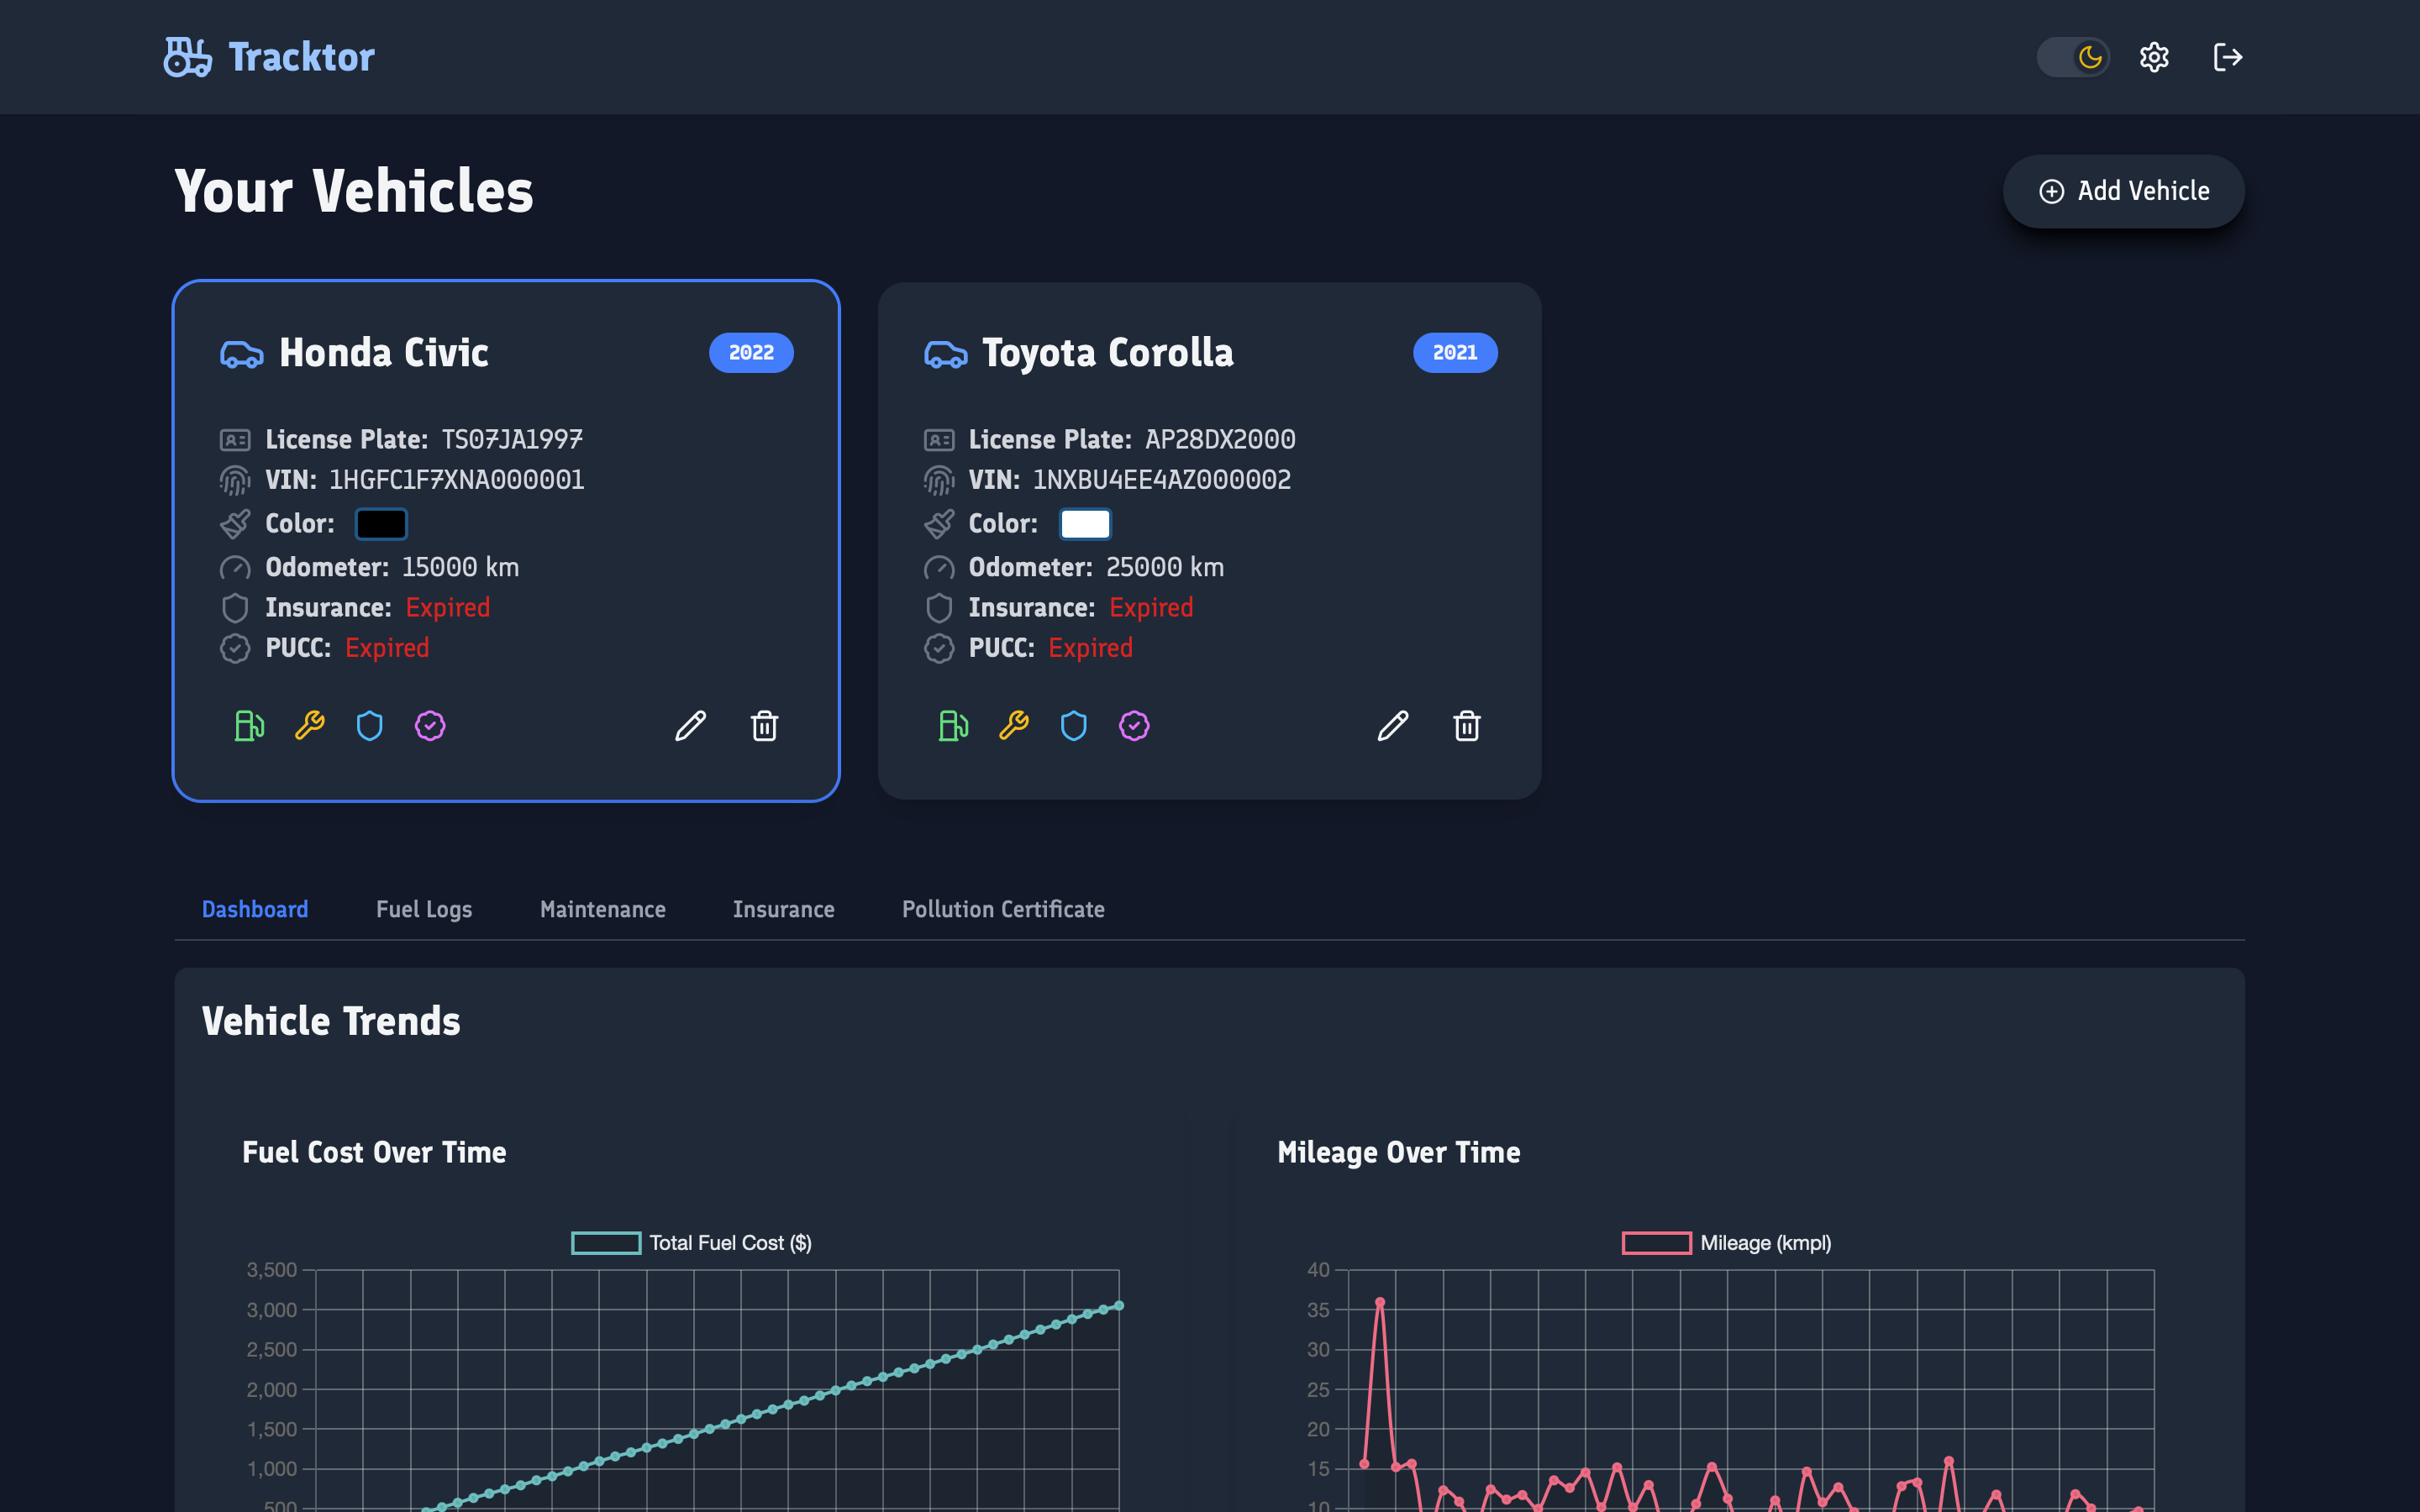 Tracktor
Your Vehicles
Add Vehicle
Honda Civic 2022
License Plate: TS07JA1997
VIN: 1HGFC1F7XNA000001
Color:
Odometer: 15000 km
Insurance: Expired
PUCC: Expired
Toyota Corolla 2021
License Plate: AP28DX2000
VIN: 1NXBU4EE4AZ000002
Color:
Odometer: 25000 km
Insurance: Expired
PUCC: Expired
Dashboard Fuel Logs Maintenance Insurance Pollution Certificate
Vehicle Trends
Fuel Cost Over Time
Total Fuel Cost ($)
3,500
3,000
2,500
2,000
1,500
1,000
500
Mileage Over Time
Mileage (kmpl)
40
35
30
25
20
15
10